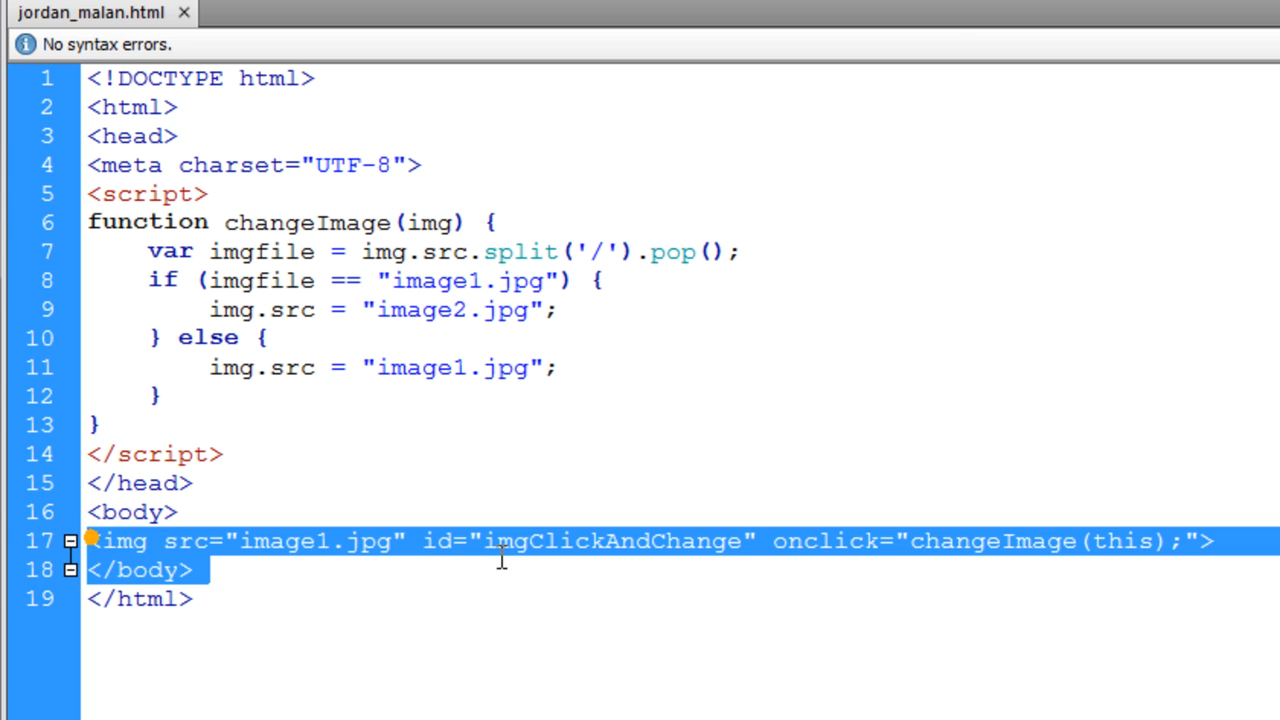 jordan_malan.html
No syntax errors.
1 <!DOCTYPE html>
2 <html>
3 <head>
4 <meta charset="UTF-8">
5 <script>
6 function changeImage(img) {
7     var imgfile = img.src.split('/').pop();
8     if (imgfile == "image1.jpg") {
9         img.src = "image2.jpg";
10     } else {
11         img.src = "image1.jpg";
12     }
13 }
14 </script>
15 </head>
16 <body>
17 <img src="image1.jpg" id="imgClickAndChange" onclick="changeImage(this);">
18 </body>
19 </html>